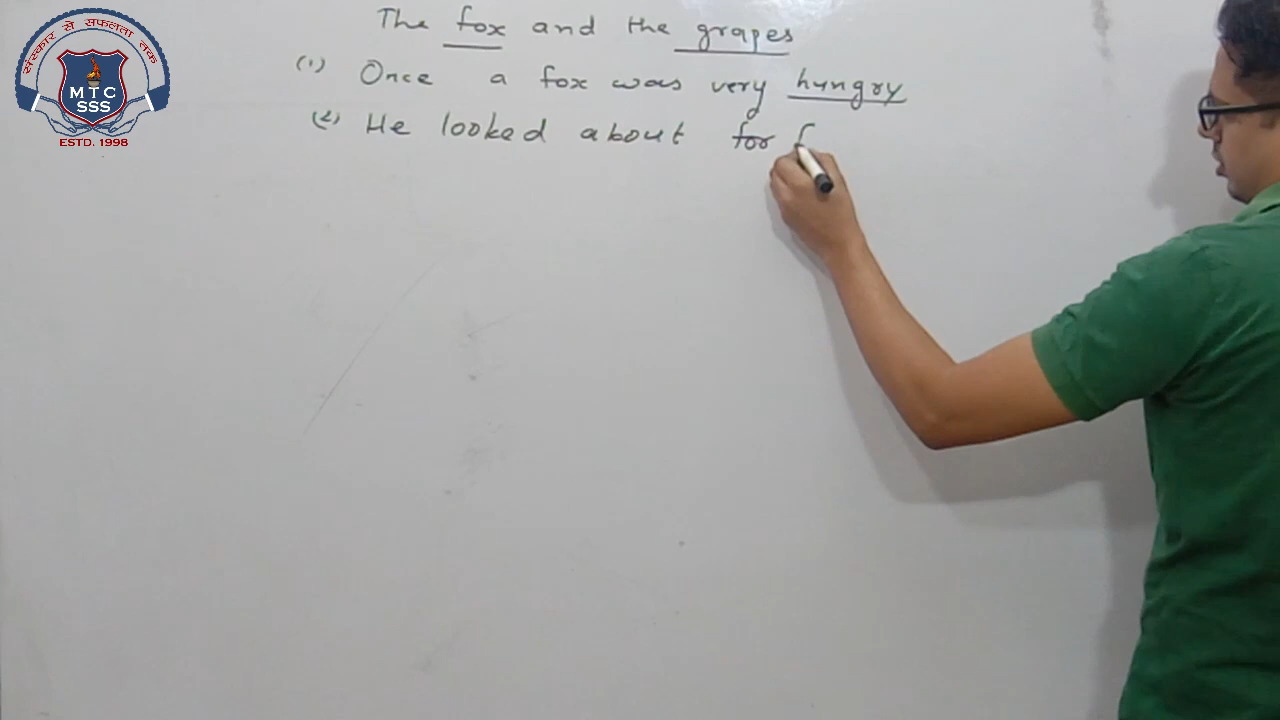 संस्कार से सफलता तक
MTC
SSS
ESTD. 1998
The fox and the grapes
(1) Once a fox was very hungry
(2) He looked about for f